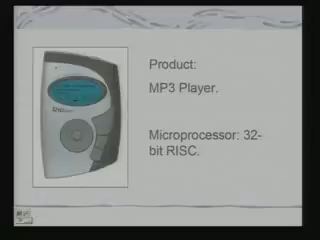 Product:
MP3 Player.
Microprocessor: 32-
bit RISC.